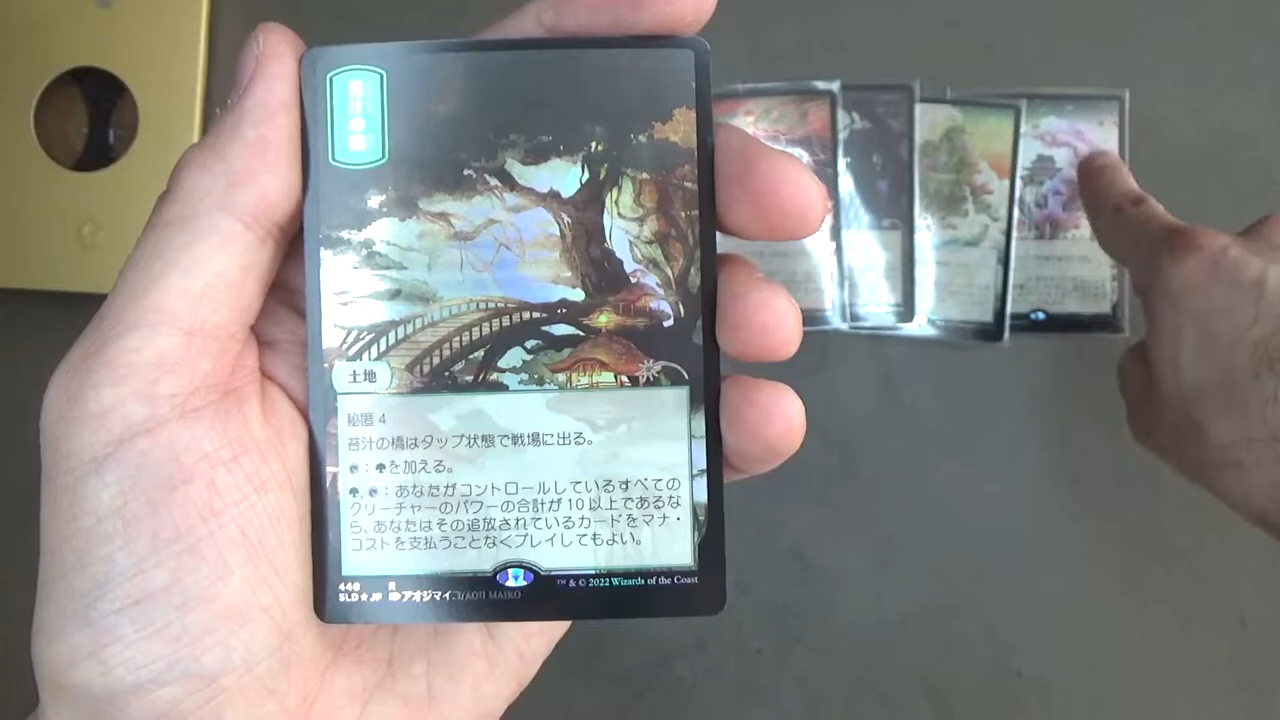 苔汁の橋
土地
秘匿 4
苔汁の橋はタップ状態で戦場に出る。
：を加える。
,：あなたがコントロールしているすべての
クリーチャーのパワーの合計が 10 以上であるな
ら、あなたはその追放されているカードをマナ・
コストを支払うことなくプレイしてもよい。
440 R
SLD★JP アオジマイコ/AOJI MAIKO
™ & © 2022 Wizards of the Coast